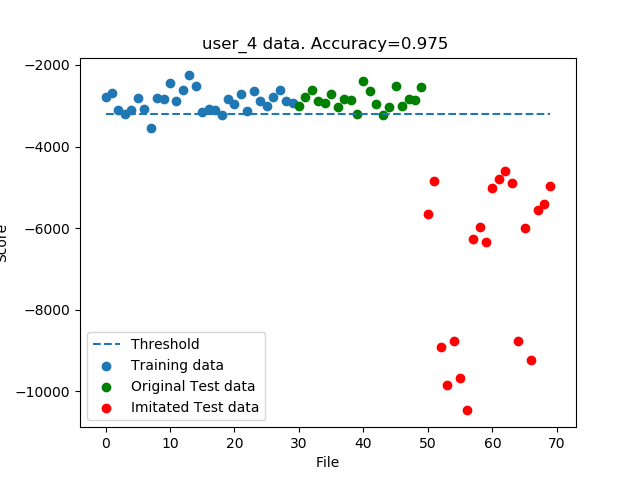 user_4 data. Accuracy=0.975
−2000
−4000
−6000
−8000
−10000
Score
Threshold
Training data
Original Test data
Imitated Test data
0 10 20 30 40 50 60 70
File